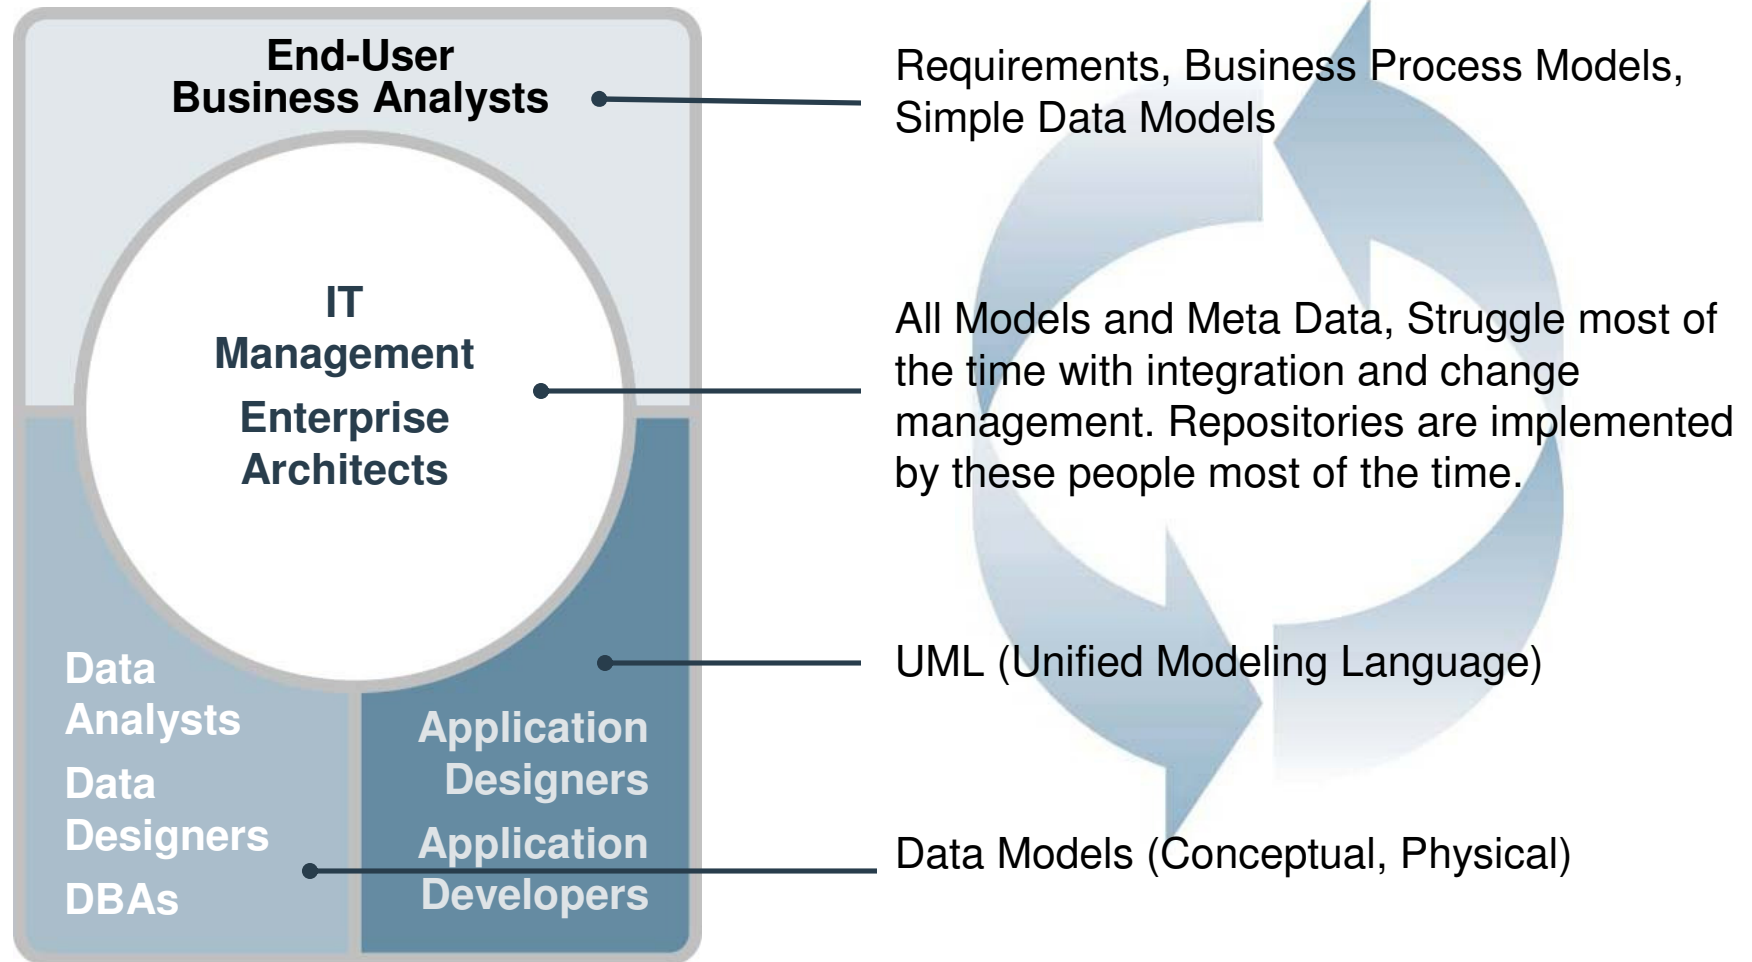 End-User
Business Analysts
Requirements, Business Process Models,
Simple Data Models
IT
Management
Enterprise
Architects
All Models and Meta Data, Struggle most of
the time with integration and change
management. Repositories are implemented
by these people most of the time.
Data
Analysts
Data
Designers
DBAs
Application
Designers
Application
Developers
UML (Unified Modeling Language)
Data Models (Conceptual, Physical)